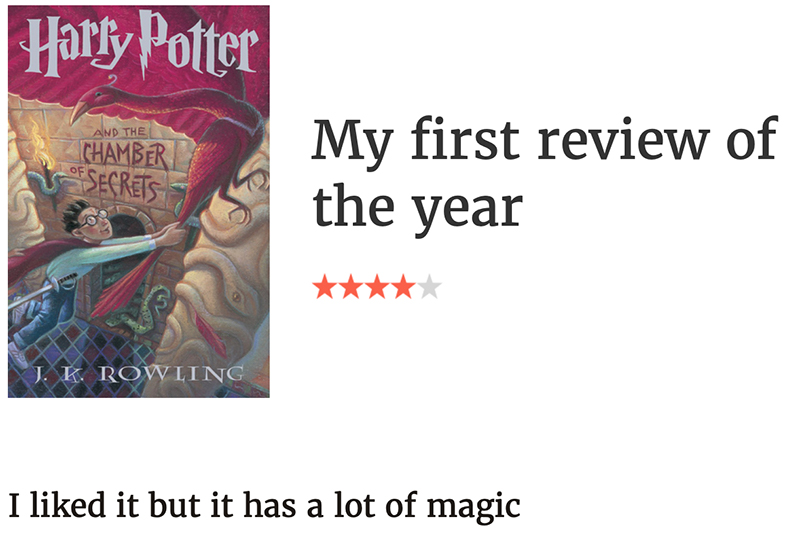 Harry Potter
AND THE
CHAMBER
OF
SECRETS
J. K. ROWLING
My first review of
the year
I liked it but it has a lot of magic